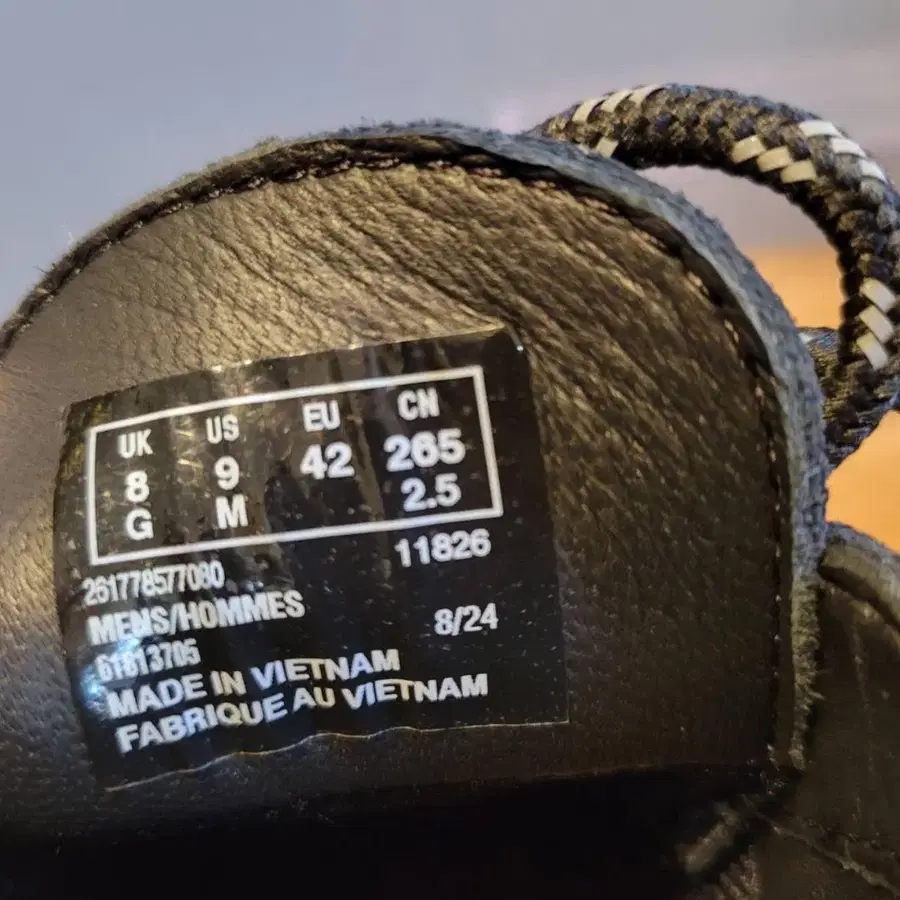 UK US EU CN
8 9 42 265
G M 2.5
261778577080 11826
MENS/HOMMES 8/24
61813705
MADE IN VIETNAM
FABRIQUE AU VIETNAM